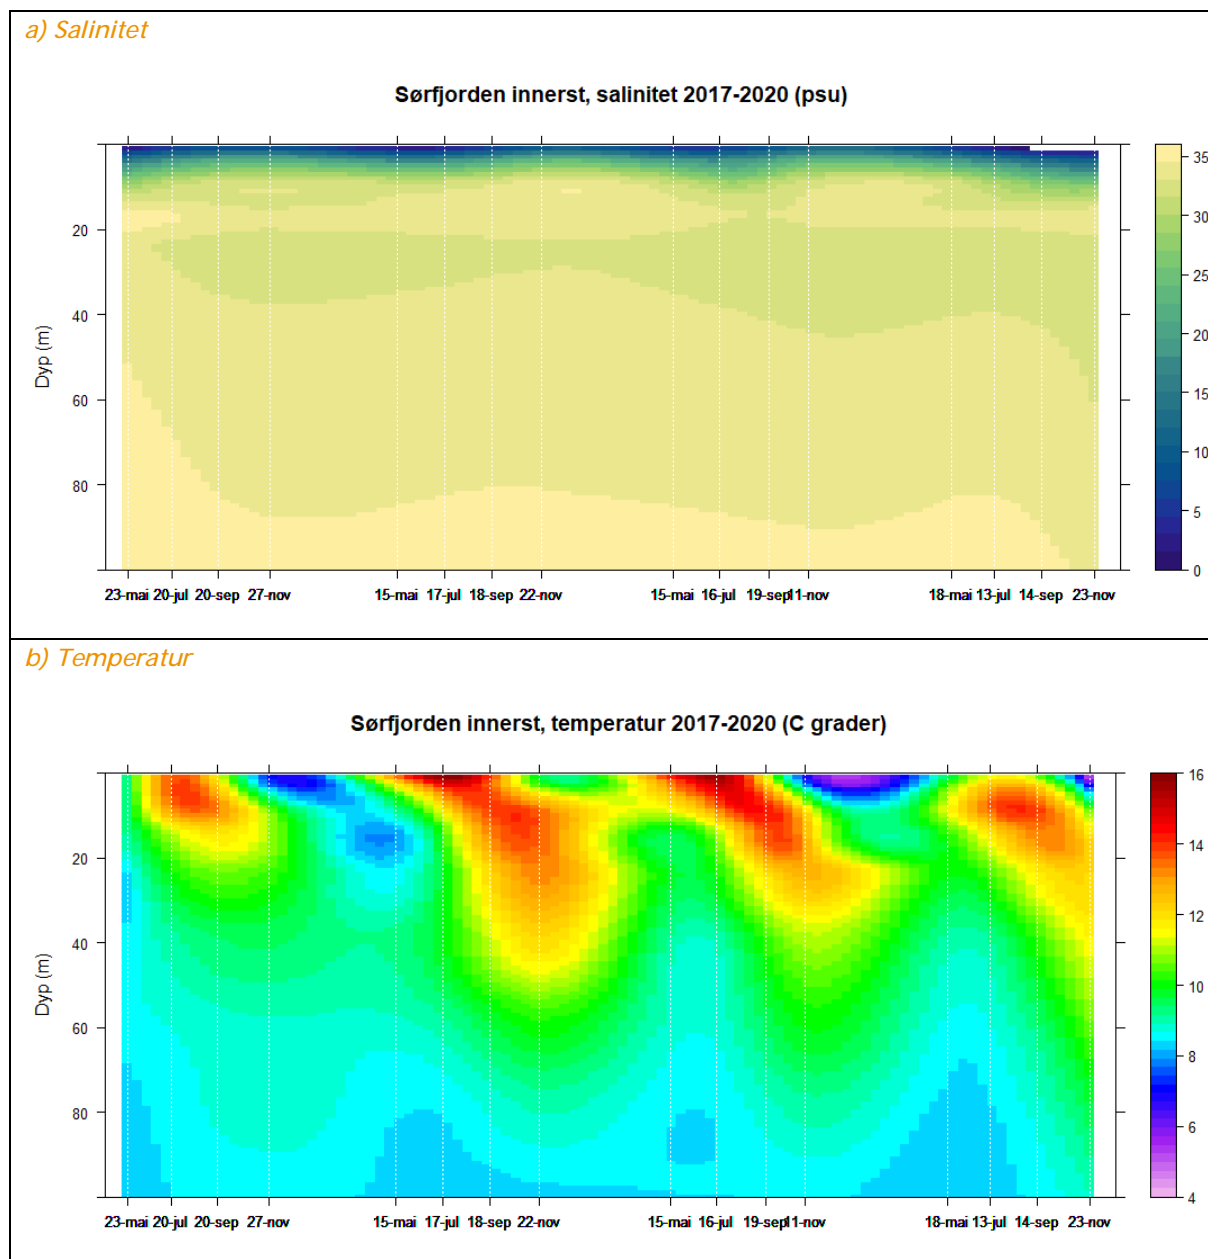 a) Salinitet
Sørfjorden innerst, salinitet 2017-2020 (psu)
Dyp (m)
20
40
60
80
35
30
25
20
15
10
5
0
23-mai 20-jul 20-sep 27-nov 15-mai 17-jul 18-sep 22-nov 15-mai 16-jul 19-sep 11-nov 18-mai 13-jul 14-sep 23-nov
b) Temperatur
Sørfjorden innerst, temperatur 2017-2020 (C grader)
Dyp (m)
20
40
60
80
16
14
12
10
8
6
4
23-mai 20-jul 20-sep 27-nov 15-mai 17-jul 18-sep 22-nov 15-mai 16-jul 19-sep 11-nov 18-mai 13-jul 14-sep 23-nov